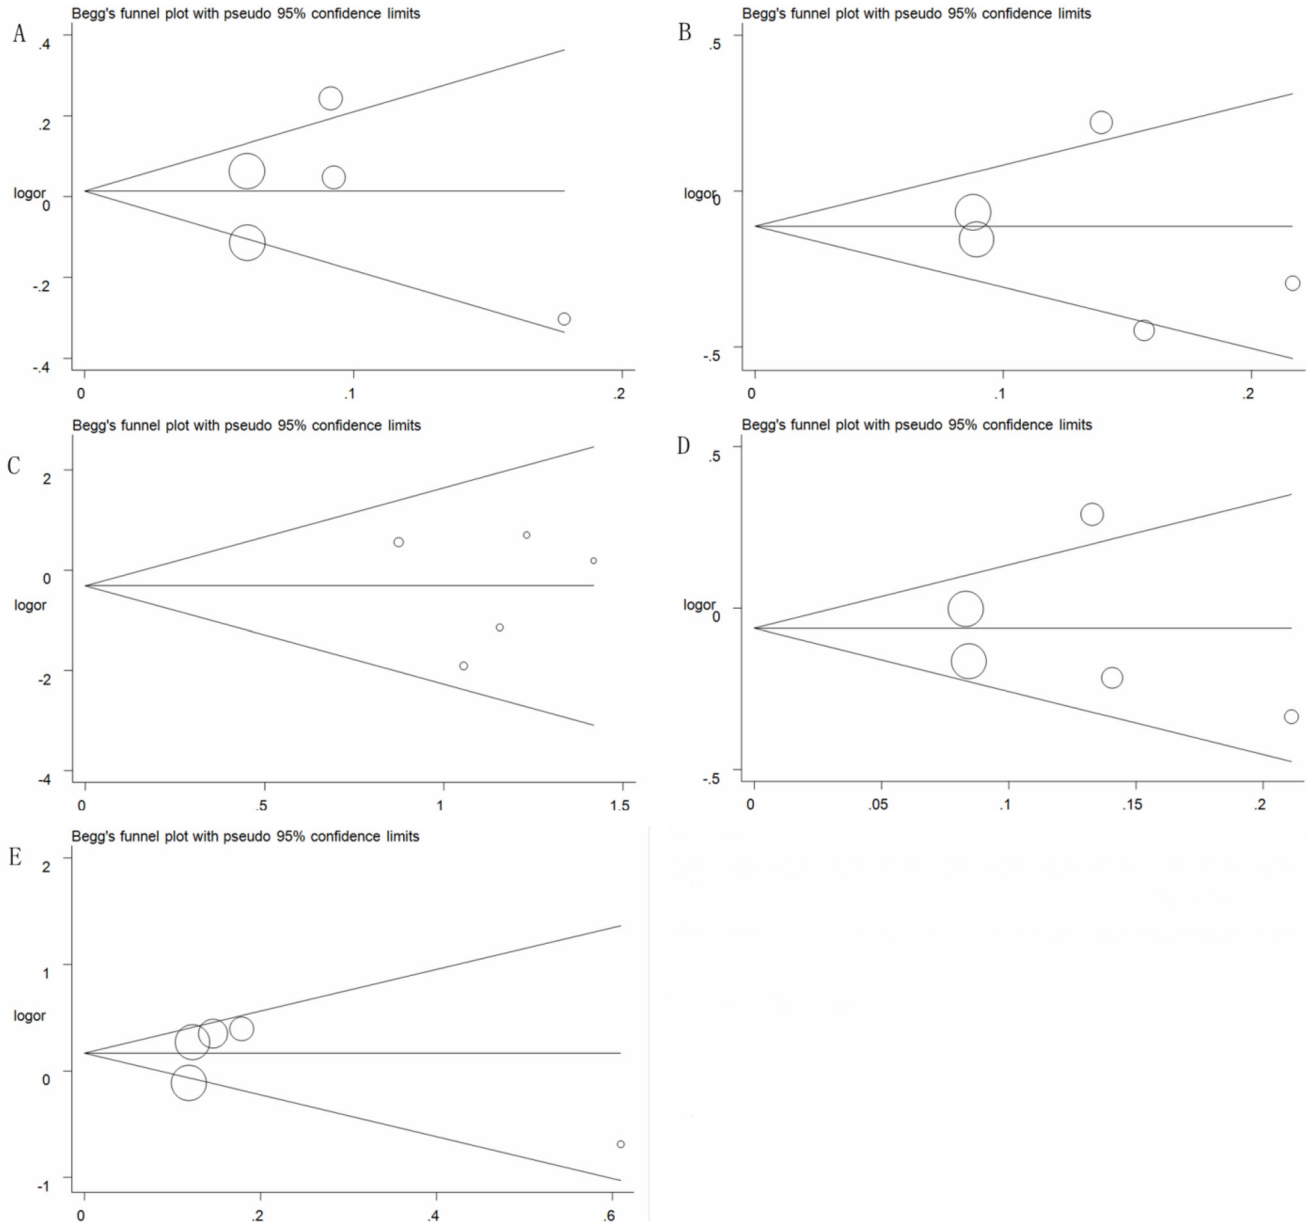 Begg's funnel plot with pseudo 95% confidence limits
A
.4
.2
logor
0
-.2
-.4
0 .1 .2
Begg's funnel plot with pseudo 95% confidence limits
B
.5
logor
0
-.5
0 .1 .2
Begg's funnel plot with pseudo 95% confidence limits
C
2
0
logor
-2
-4
0 .5 1 1.5
Begg's funnel plot with pseudo 95% confidence limits
D
.5
logor
0
-.5
0 .05 .1 .15 .2
Begg's funnel plot with pseudo 95% confidence limits
E
2
1
logor
0
-1
0 .2 .4 .6